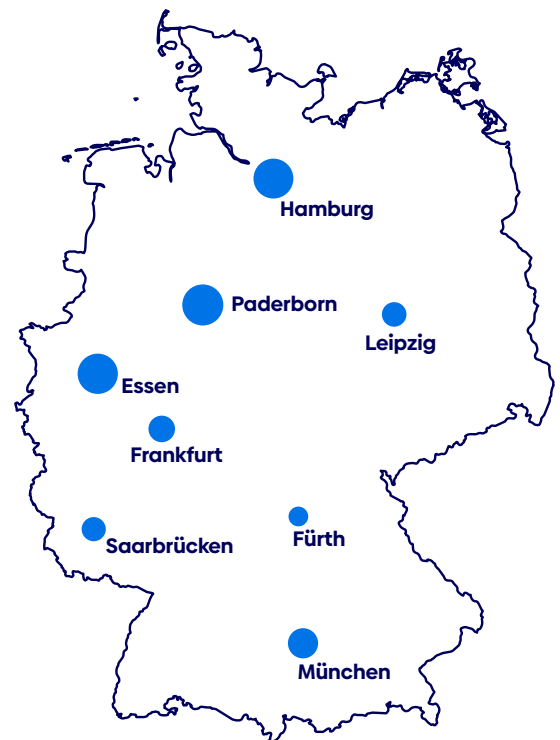 Hamburg
Paderborn
Leipzig
Essen
Frankfurt
Saarbrücken
Fürth
München